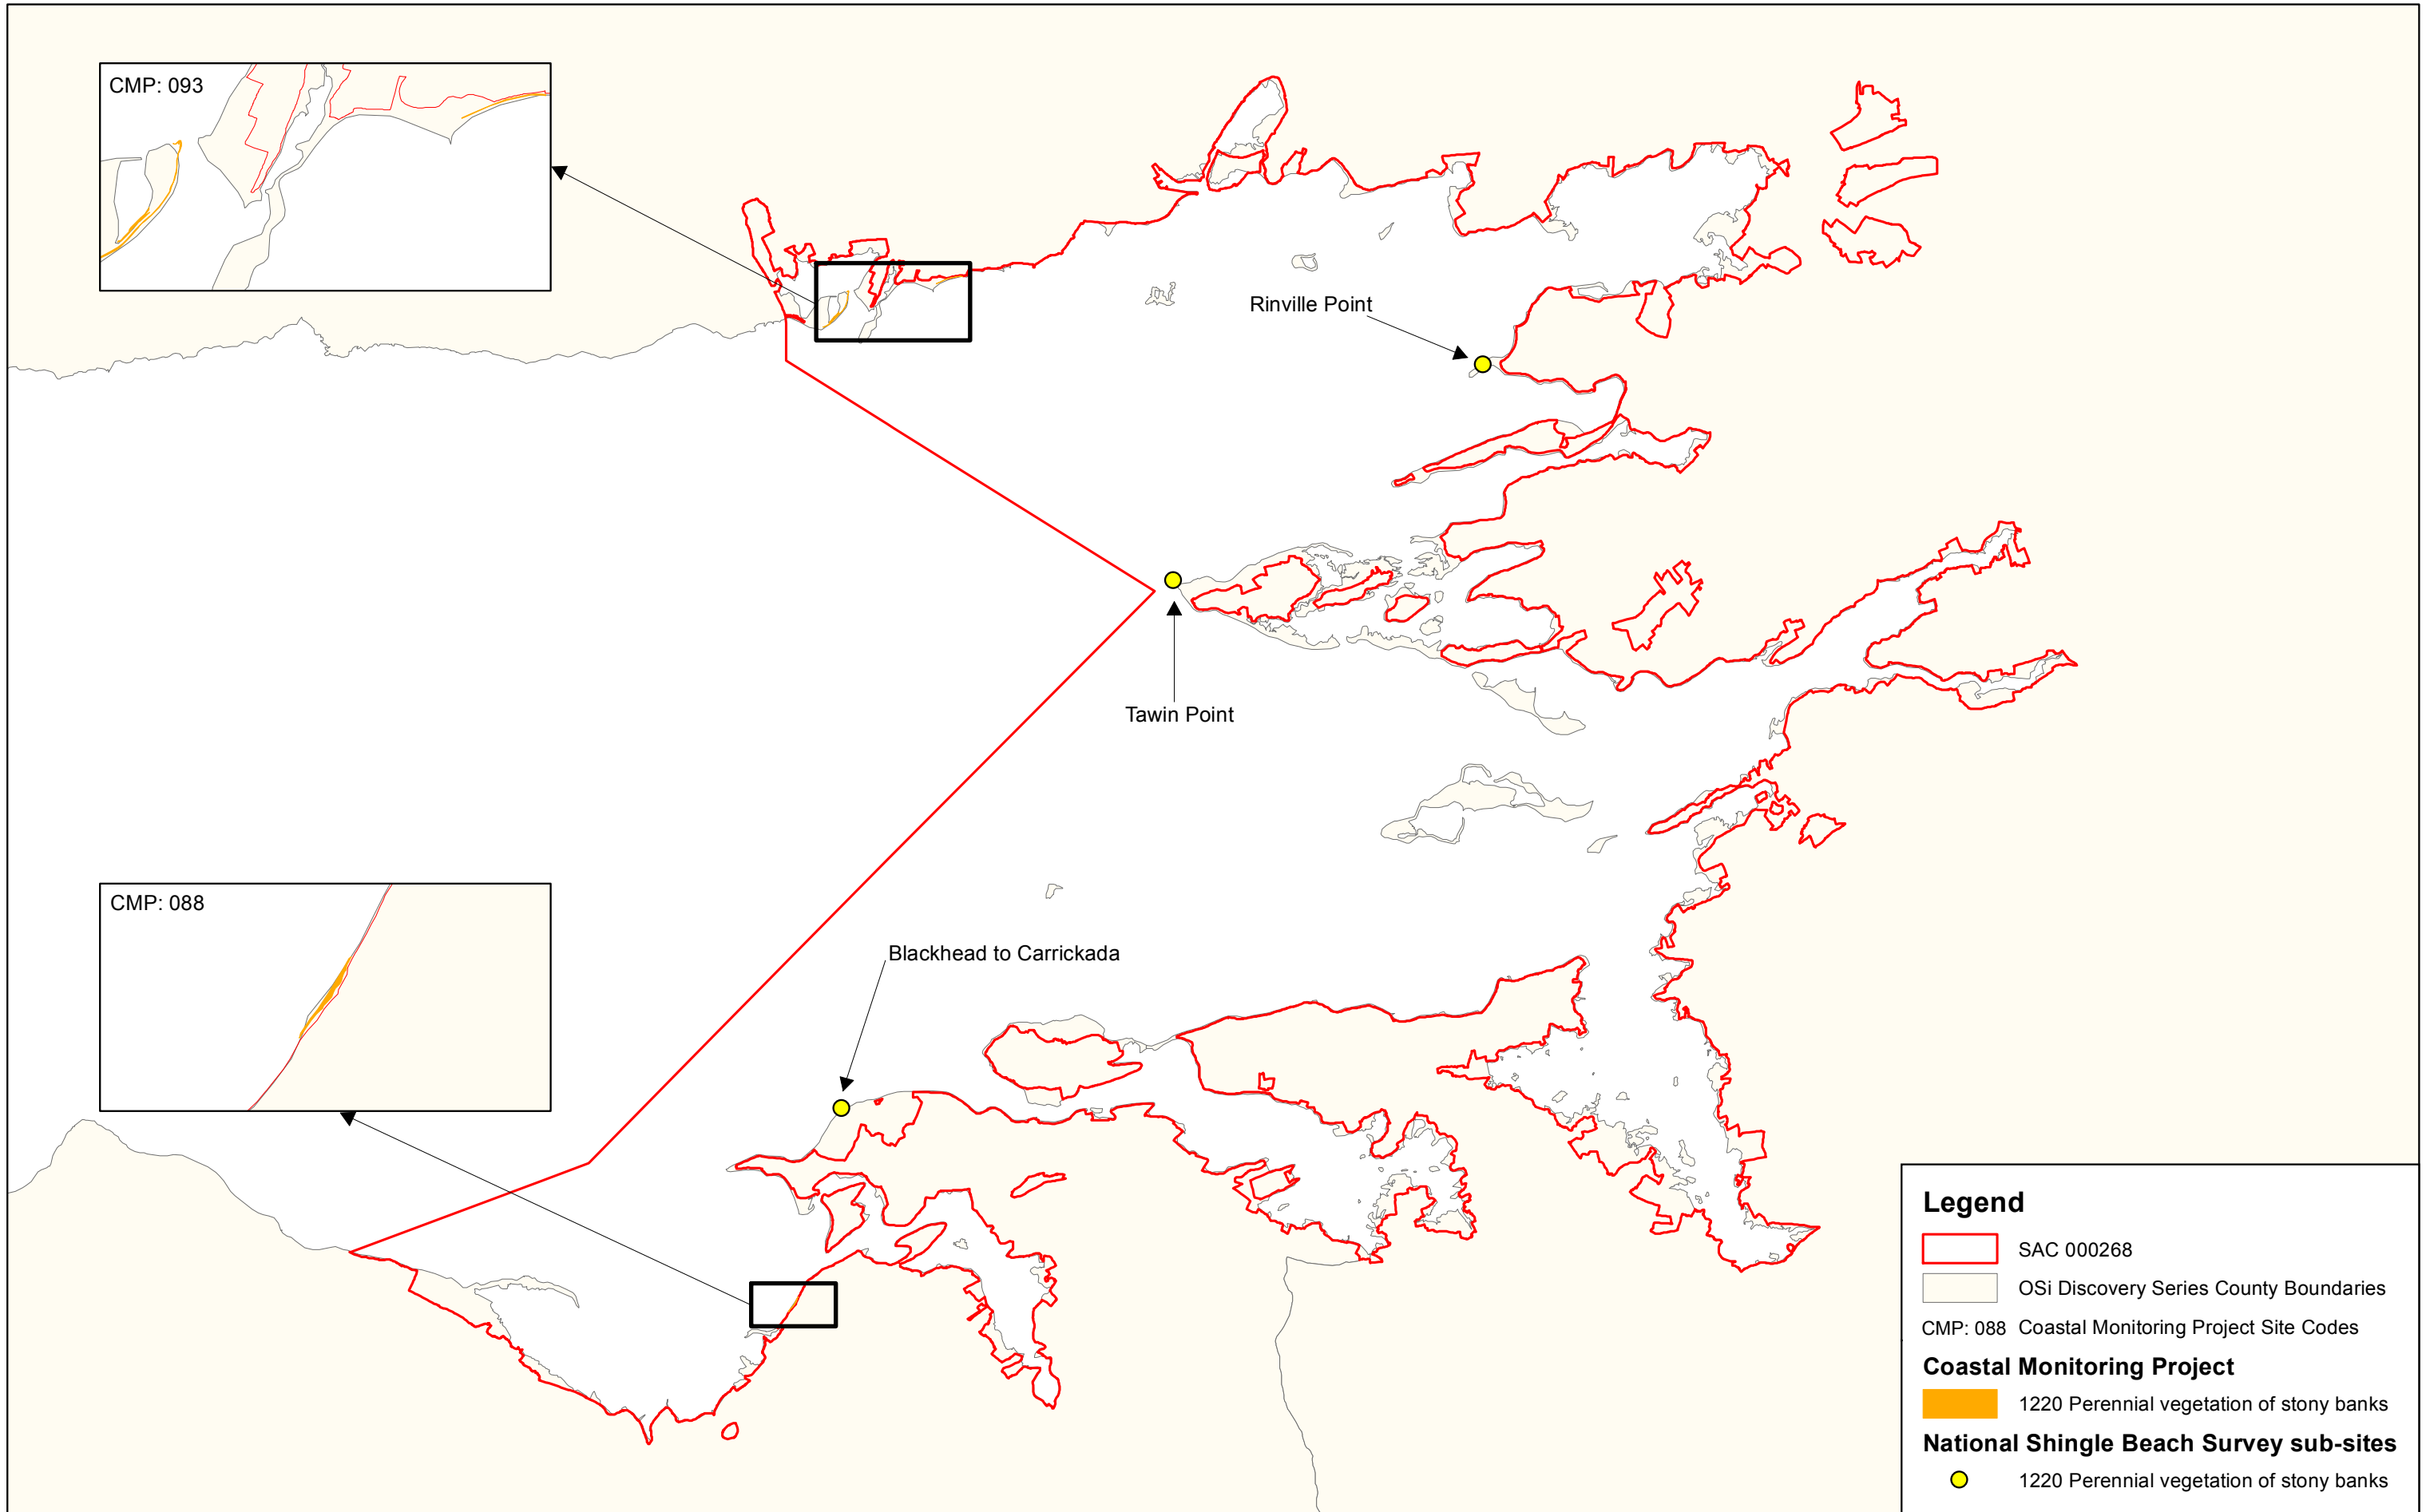 CMP: 093
Rinville Point
Tawin Point
CMP: 088
Blackhead to Carrickada
Legend
SAC 000268
OSi Discovery Series County Boundaries
CMP: 088 Coastal Monitoring Project Site Codes
Coastal Monitoring Project
1220 Perennial vegetation of stony banks
National Shingle Beach Survey sub-sites
1220 Perennial vegetation of stony banks